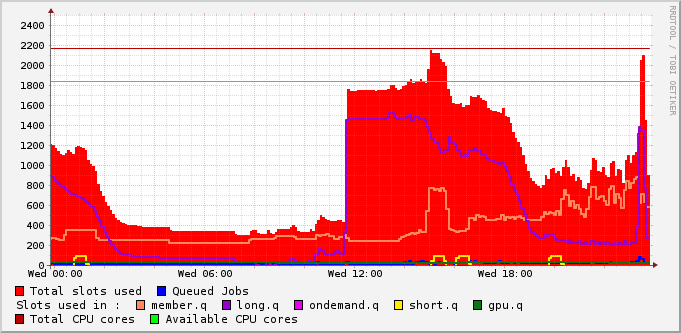 RRDTOOL / TOBI OETIKER
2400
2200
2000
1800
1600
1400
1200
1000
800
600
400
200
0
Wed 00:00 Wed 06:00 Wed 12:00 Wed 18:00
Total slots used Queued Jobs
Slots used in : member.q long.q ondemand.q short.q gpu.q
Total CPU cores Available CPU cores